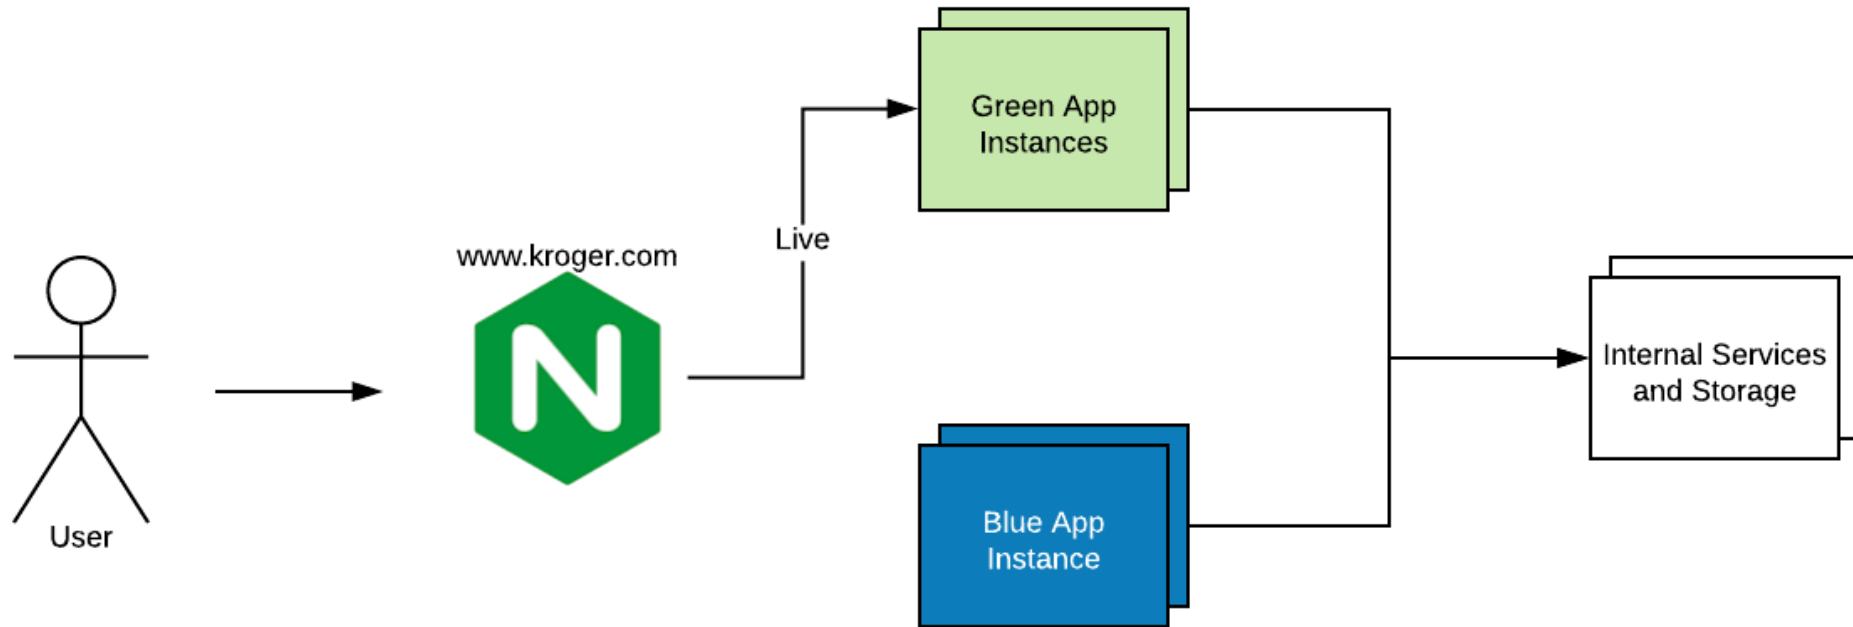 Green App
Instances
Live
www.kroger.com
N
Internal Services
and Storage
Blue App
Instance
User